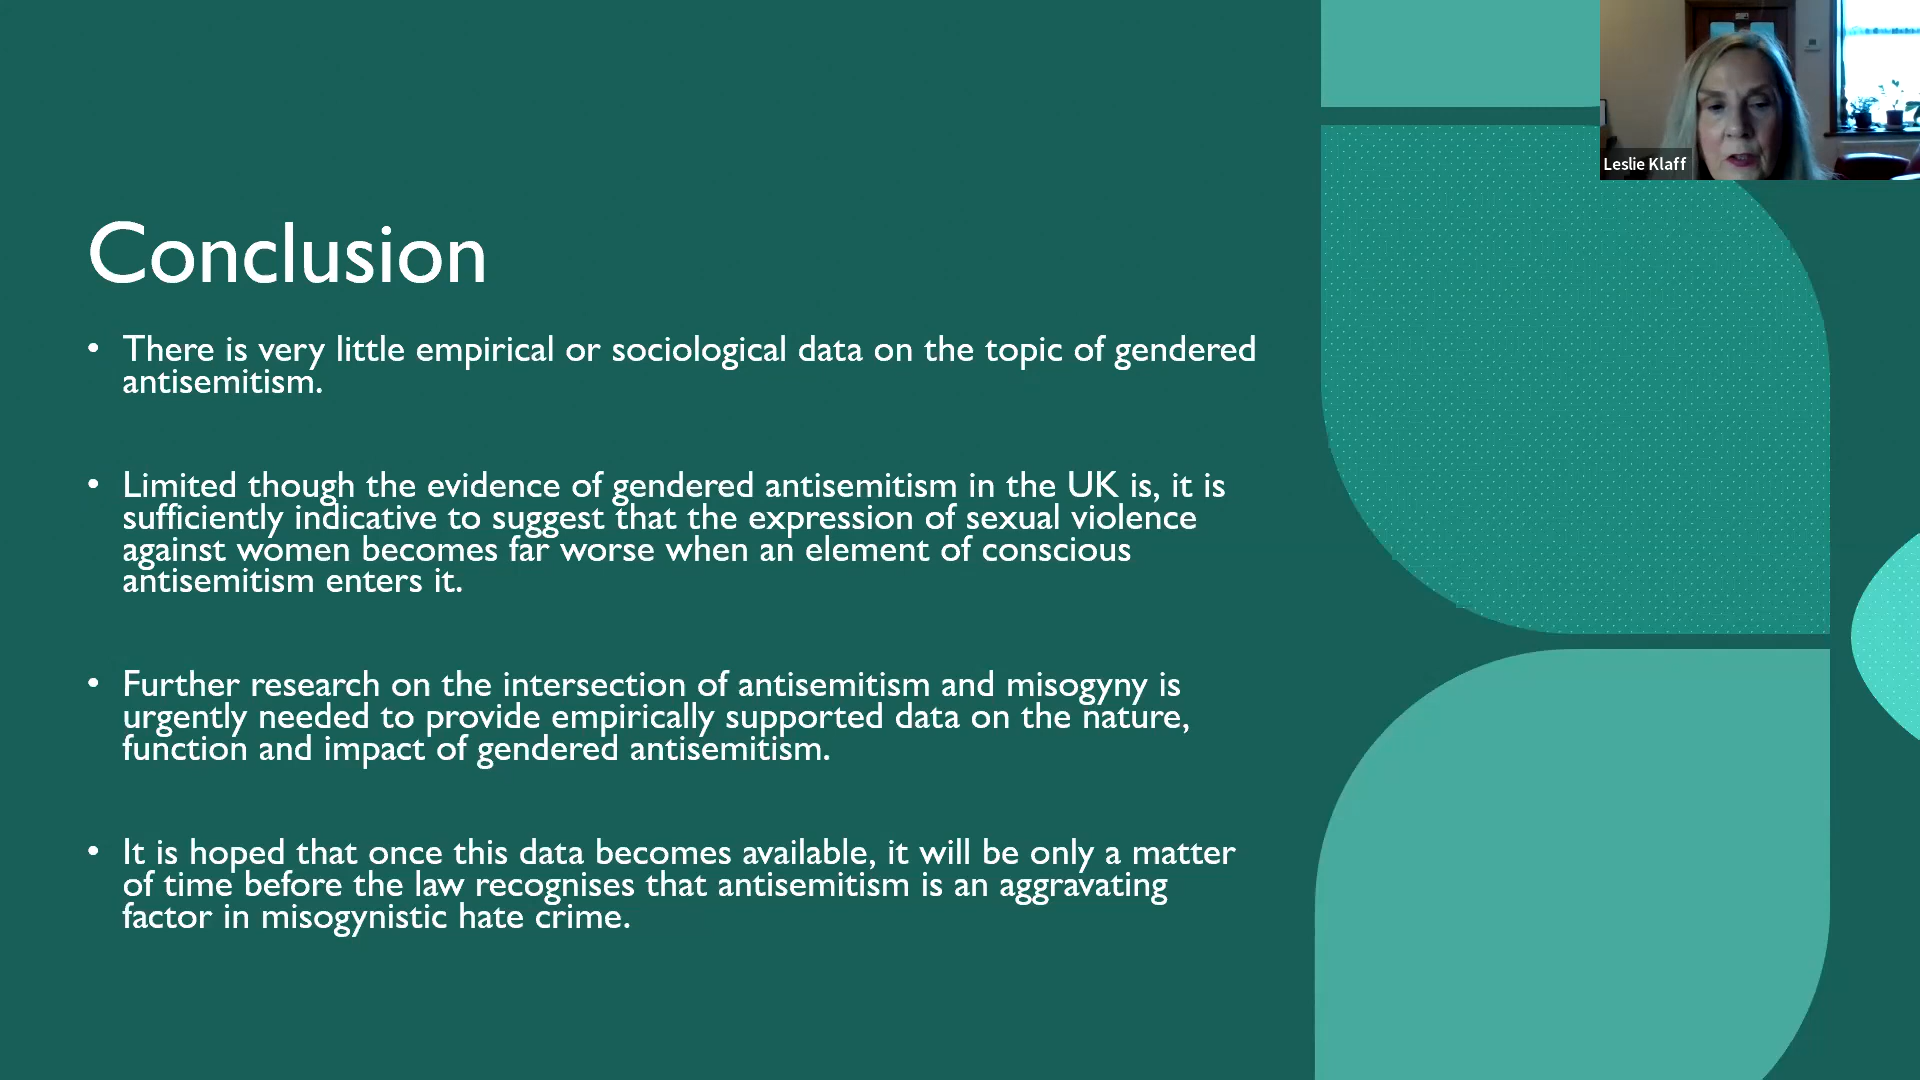 Leslie Klaff
Conclusion
• There is very little empirical or sociological data on the topic of gendered
antisemitism.
• Limited though the evidence of gendered antisemitism in the UK is, it is
sufficiently indicative to suggest that the expression of sexual violence
against women becomes far worse when an element of conscious
antisemitism enters it.
• Further research on the intersection of antisemitism and misogyny is
urgently needed to provide empirically supported data on the nature,
function and impact of gendered antisemitism.
• It is hoped that once this data becomes available, it will be only a matter
of time before the law recognises that antisemitism is an aggravating
factor in misogynistic hate crime.